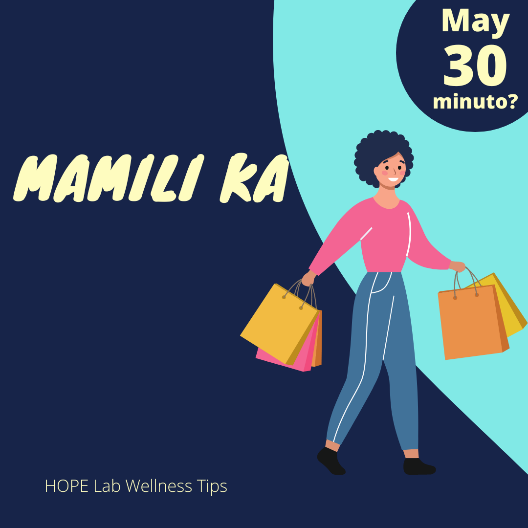 May
30
minuto?
MAMILI KA
HOPE Lab Wellness Tips